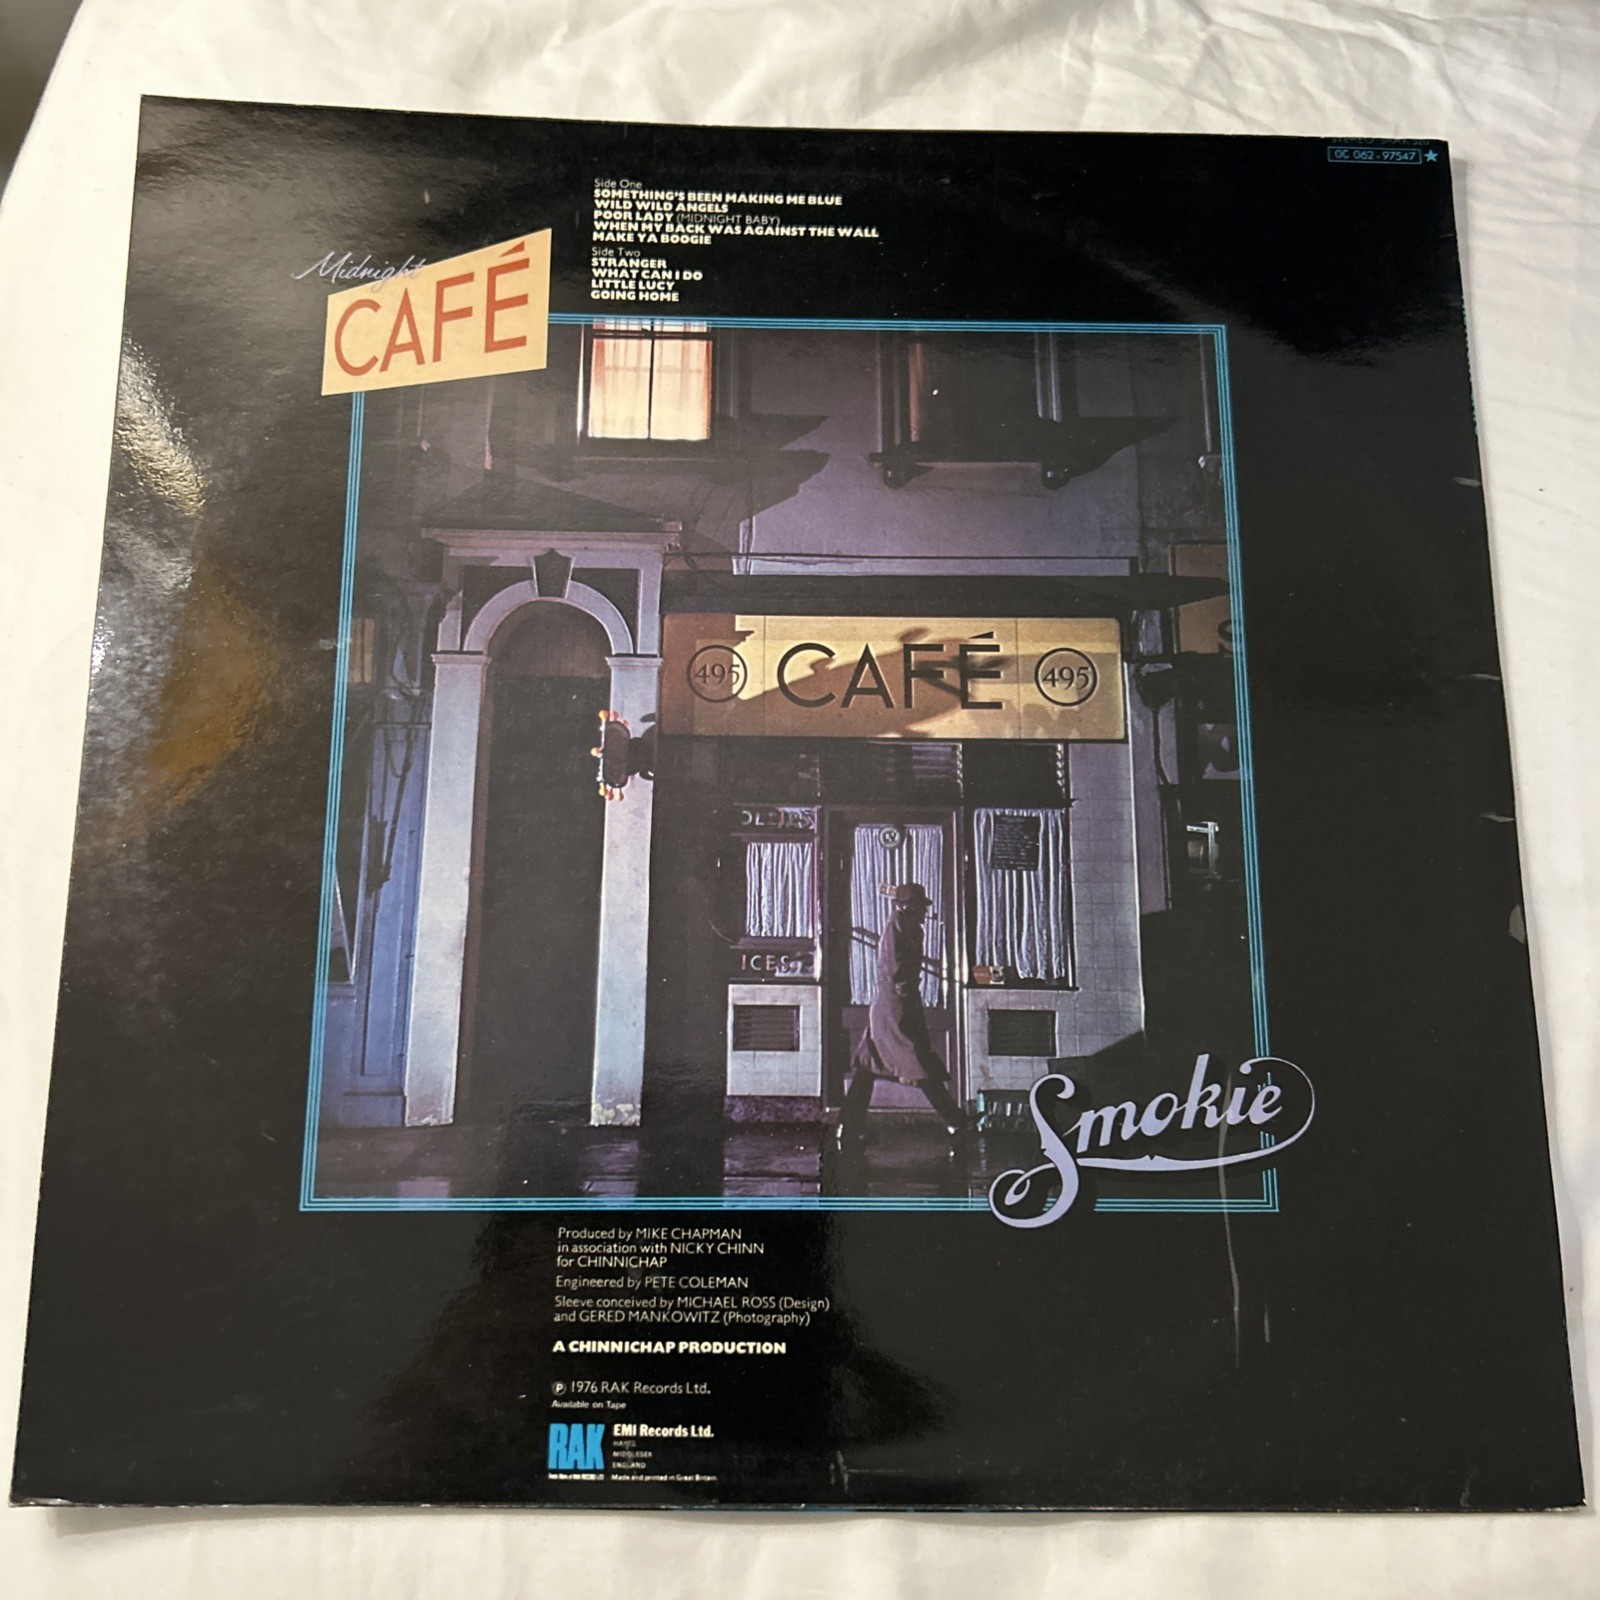 OC 062-97547
Side One
SOMETHING'S BEEN MAKING ME BLUE
WILD WILD ANGELS
POOR LADY (MIDNIGHT BABY)
WHEN MY BACK WAS AGAINST THE WALL
MAKE YA BOOGIE
Side Two
STRANGER
WHAT CAN I DO
LITTLE LUCY
GOING HOME
Midnight
CAFÉ
495 CAFÉ 495
ICES
Smokie
Produced by MIKE CHAPMAN
in association with NICKY CHINN
for CHINNICHAP
Engineered by PETE COLEMAN
Sleeve conceived by MICHAEL ROSS (Design)
and GERED MANKOWITZ (Photography)
A CHINNICHAP PRODUCTION
℗ 1976 RAK Records Ltd.
Available on Tape
RAK
EMI Records Ltd.
HAYES
MIDDLESEX
ENGLAND
Made and printed in Great Britain